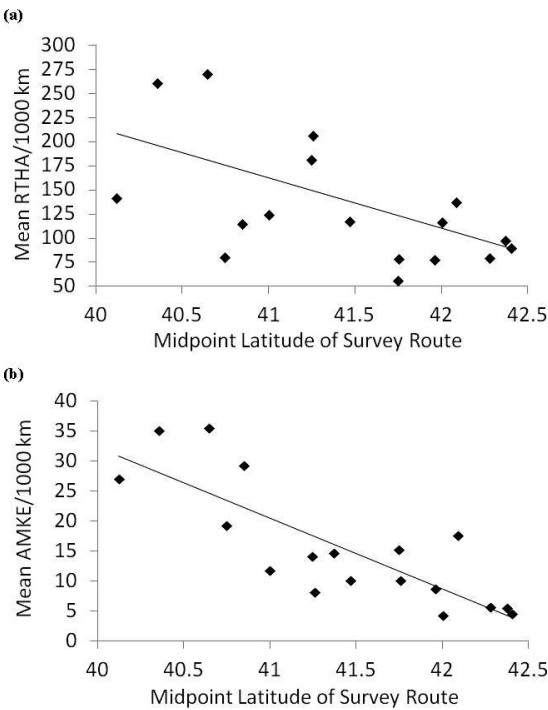 (a)
300
275
250
225
200
175
150
125
100
75
50
Mean RTHA/1000 km
40 40.5 41 41.5 42 42.5
Midpoint Latitude of Survey Route
(b)
40
35
30
25
20
15
10
5
0
Mean AMKE/1000 km
40 40.5 41 41.5 42 42.5
Midpoint Latitude of Survey Route